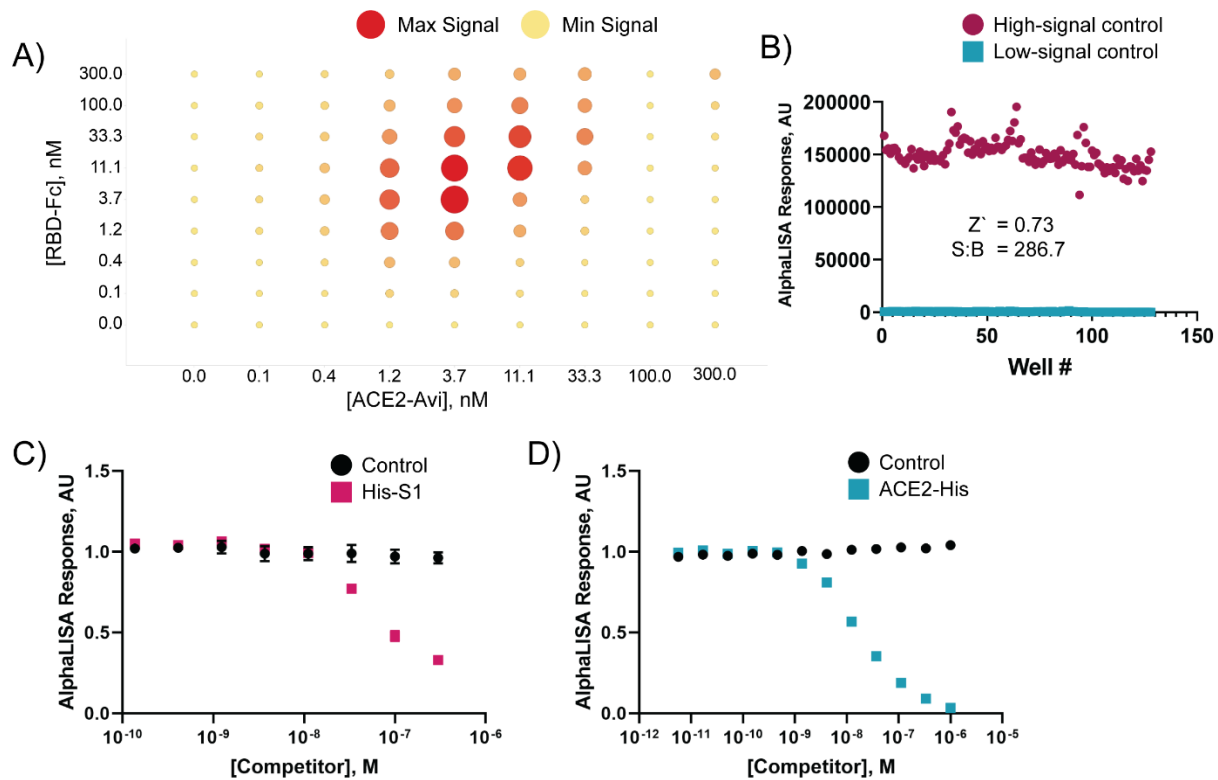 Max Signal Min Signal
A)
[RBD-Fc], nM
300.0
100.0
33.3
11.1
3.7
1.2
0.4
0.1
0.0
0.0 0.1 0.4 1.2 3.7 11.1 33.3 100.0 300.0
[ACE2-Avi], nM
B)
High-signal control
Low-signal control
AlphaLISA Response, AU
200000
150000
100000
50000
0
Z` = 0.73
S:B = 286.7
0 50 100 150
Well #
C)
Control
His-S1
AlphaLISA Response, AU
1.5
1.0
0.5
0.0
10-10 10-9 10-8 10-7 10-6
[Competitor], M
D)
Control
ACE2-His
AlphaLISA Response, AU
1.5
1.0
0.5
0.0
10-12 10-11 10-10 10-9 10-8 10-7 10-6 10-5
[Competitor], M